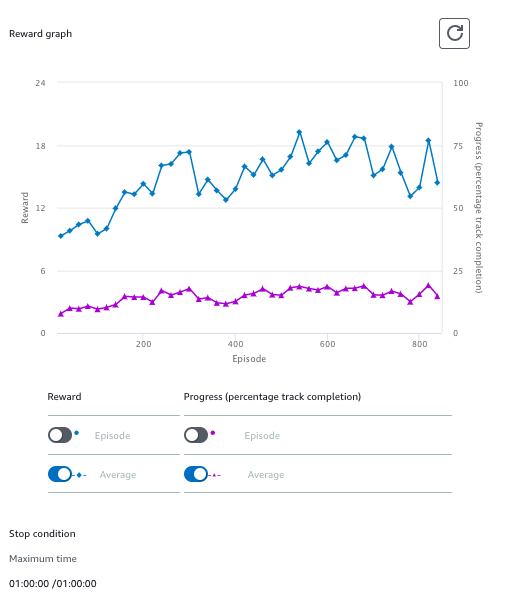 Reward graph
24
18
12
6
0
Reward
100
75
50
25
0
Progress (percentage track completion)
200
400
600
800
Episode
Reward
Progress (percentage track completion)
Episode
Episode
Average
Average
Stop condition
Maximum time
01:00:00 /01:00:00